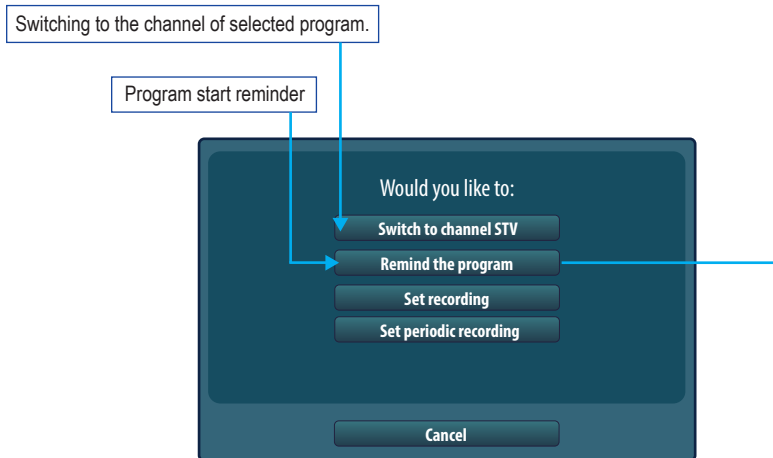 Switching to the channel of selected program.
Program start reminder
Would you like to:
Switch to channel STV
Remind the program
Set recording
Set periodic recording
Cancel